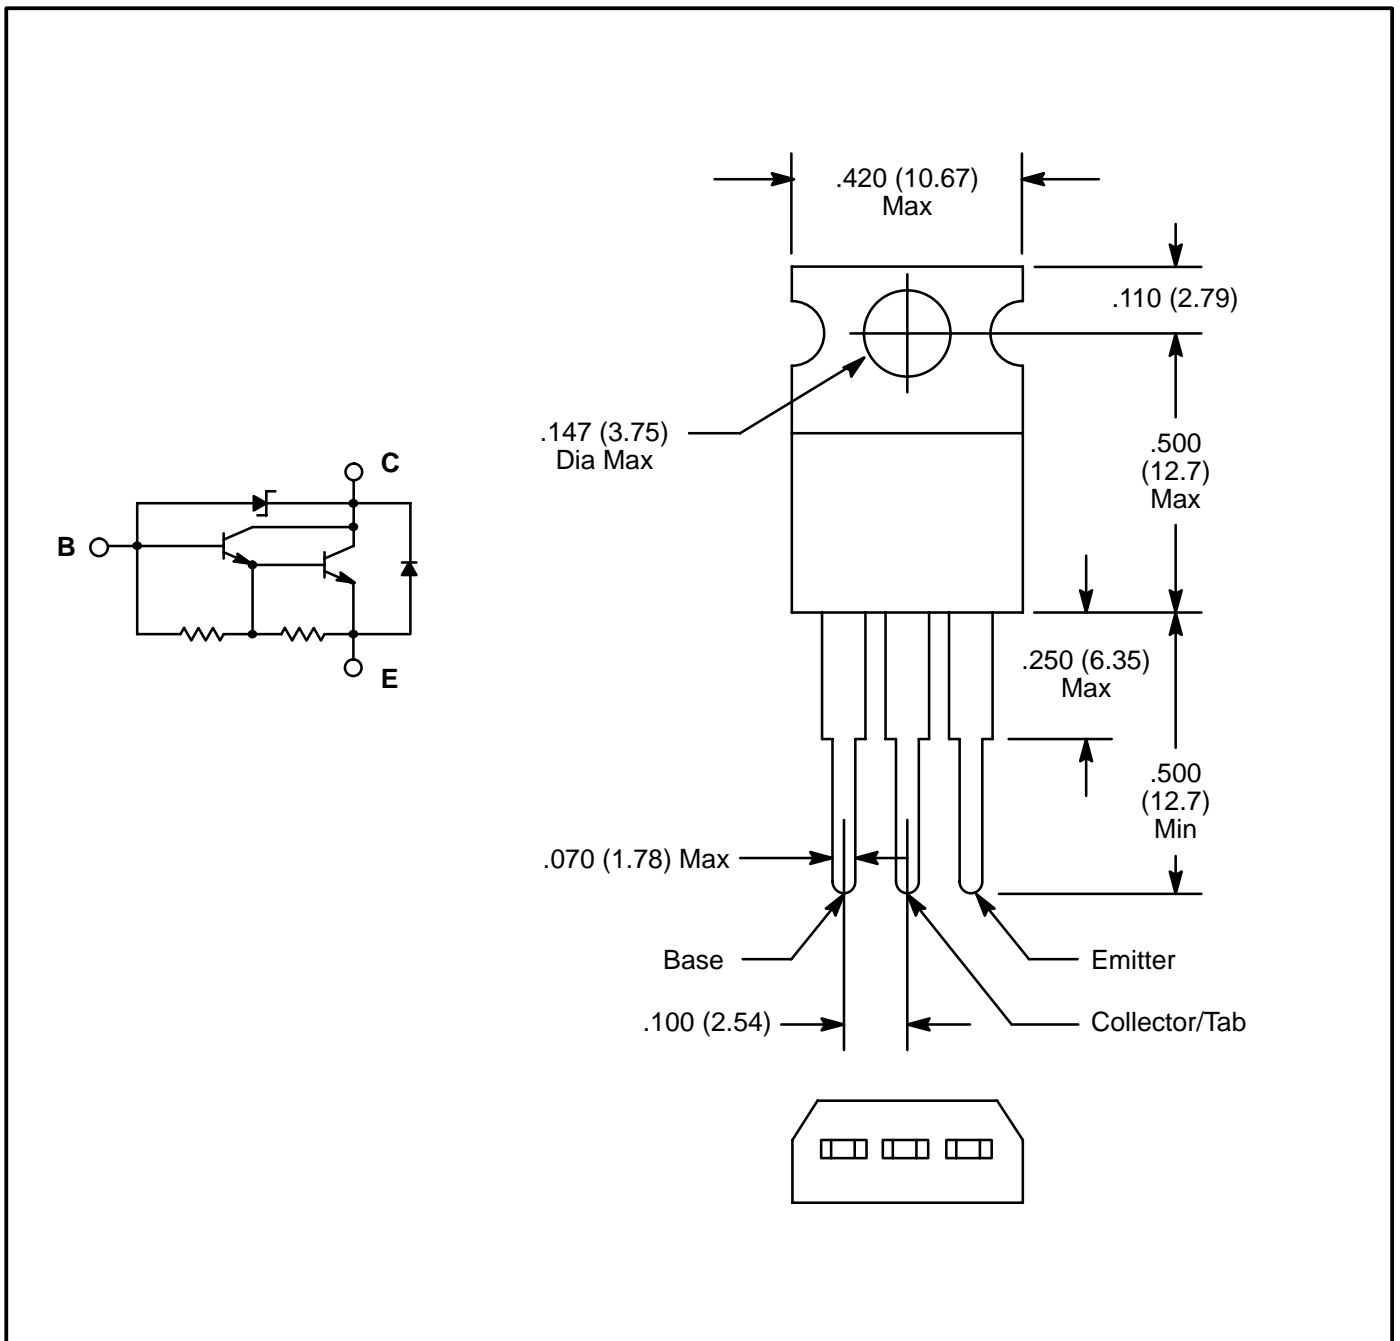 .420 (10.67)
Max
.110 (2.79)
.147 (3.75)
Dia Max
.500
(12.7)
Max
C
B
E
.250 (6.35)
Max
.500
(12.7)
Min
.070 (1.78) Max
Base
Emitter
.100 (2.54)
Collector/Tab